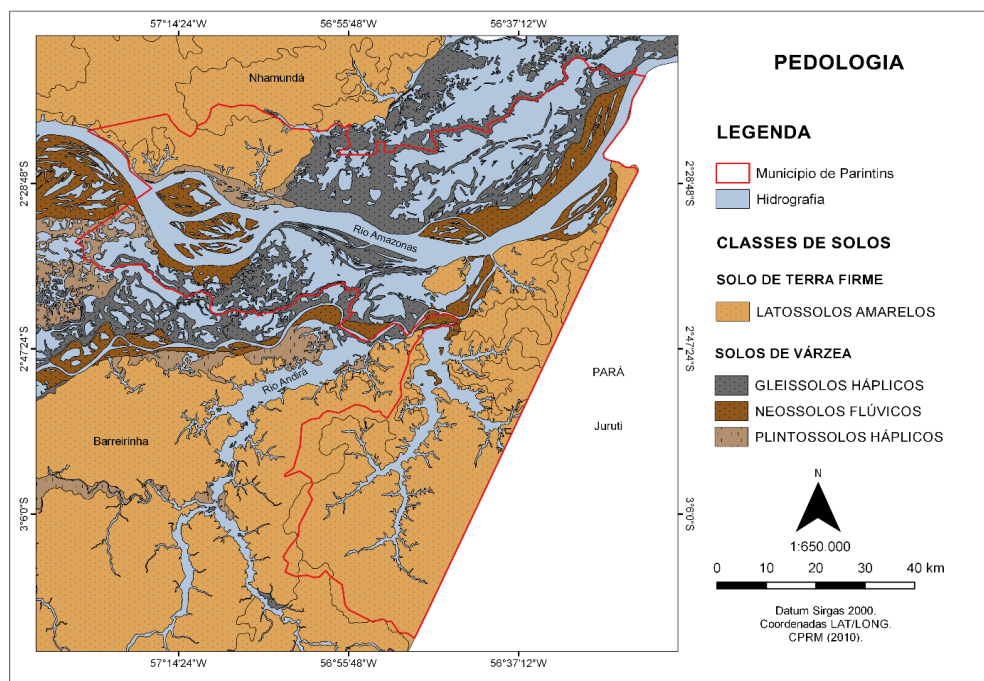 57°14'24"W 56°55'48"W 56°37'12"W
Nhamundá
2°28'48"S
2°28'48"S
Río Amazonas
2°47'24"S
2°47'24"S
Río Andirá
PARÁ
Juruti
Barreirinha
3°6'0"S
3°6'0"S
57°14'24"W 56°55'48"W 56°37'12"W
PEDOLOGIA
LEGENDA
Município de Parintins
Hidrografia
CLASSES DE SOLOS
SOLO DE TERRA FIRME
LATOSSOLOS AMARELOS
SOLOS DE VÁRZEA
GLEISSOLOS HÁPLICOS
NEOSSOLOS FLÚVICOS
PLINTOSSOLOS HÁPLICOS
N
1:650.000
0 10 20 30 40 km
Datum Sirgas 2000.
Coordenadas LAT/LONG.
CPRM (2010).